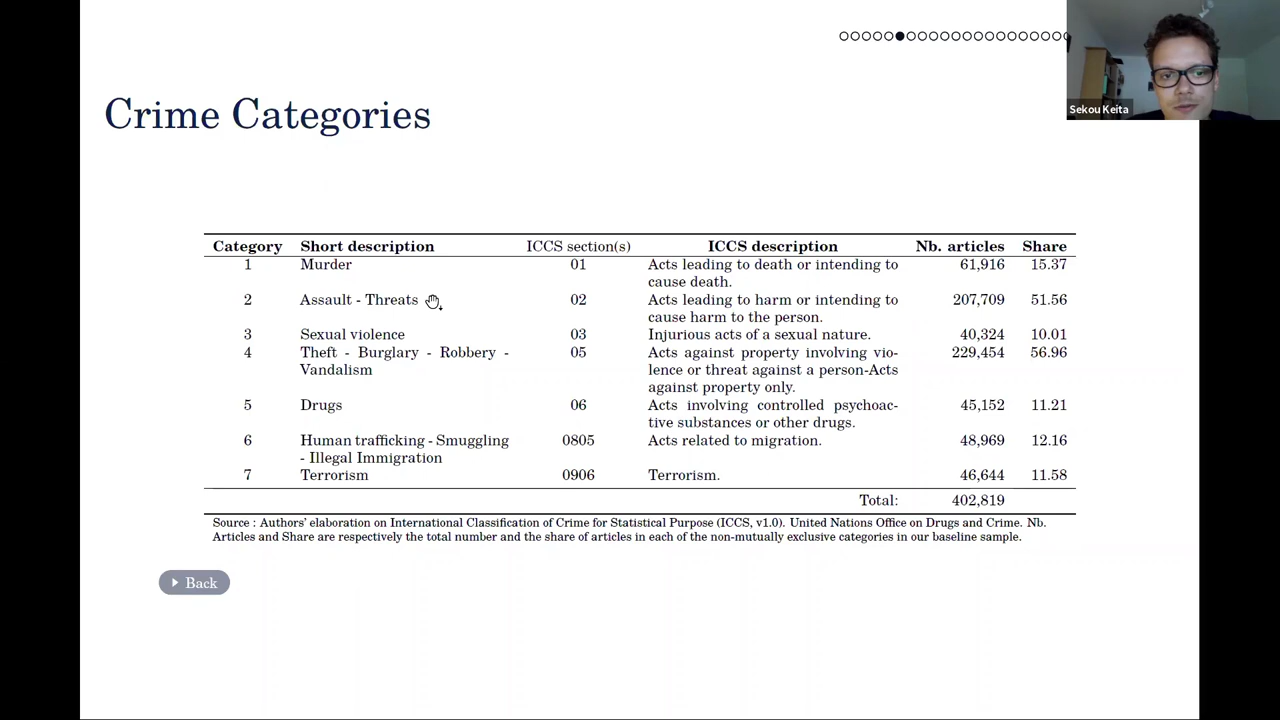 Sekou Keita
Crime Categories
Category Short description ICCS section(s) ICCS description Nb. articles Share
1 Murder 01 Acts leading to death or intending to 61,916 15.37
cause death.
2 Assault - Threats 02 Acts leading to harm or intending to 207,709 51.56
cause harm to the person.
3 Sexual violence 03 Injurious acts of a sexual nature. 40,324 10.01
4 Theft - Burglary - Robbery - 05 Acts against property involving vio- 229,454 56.96
Vandalism lence or threat against a person-Acts
against property only.
5 Drugs 06 Acts involving controlled psychoac- 45,152 11.21
tive substances or other drugs.
6 Human trafficking - Smuggling 0805 Acts related to migration. 48,969 12.16
- Illegal Immigration
7 Terrorism 0906 Terrorism. 46,644 11.58
Total: 402,819
Source : Authors' elaboration on International Classification of Crime for Statistical Purpose (ICCS, v1.0). United Nations Office on Drugs and Crime. Nb.
Articles and Share are respectively the total number and the share of articles in each of the non-mutually exclusive categories in our baseline sample.
Back